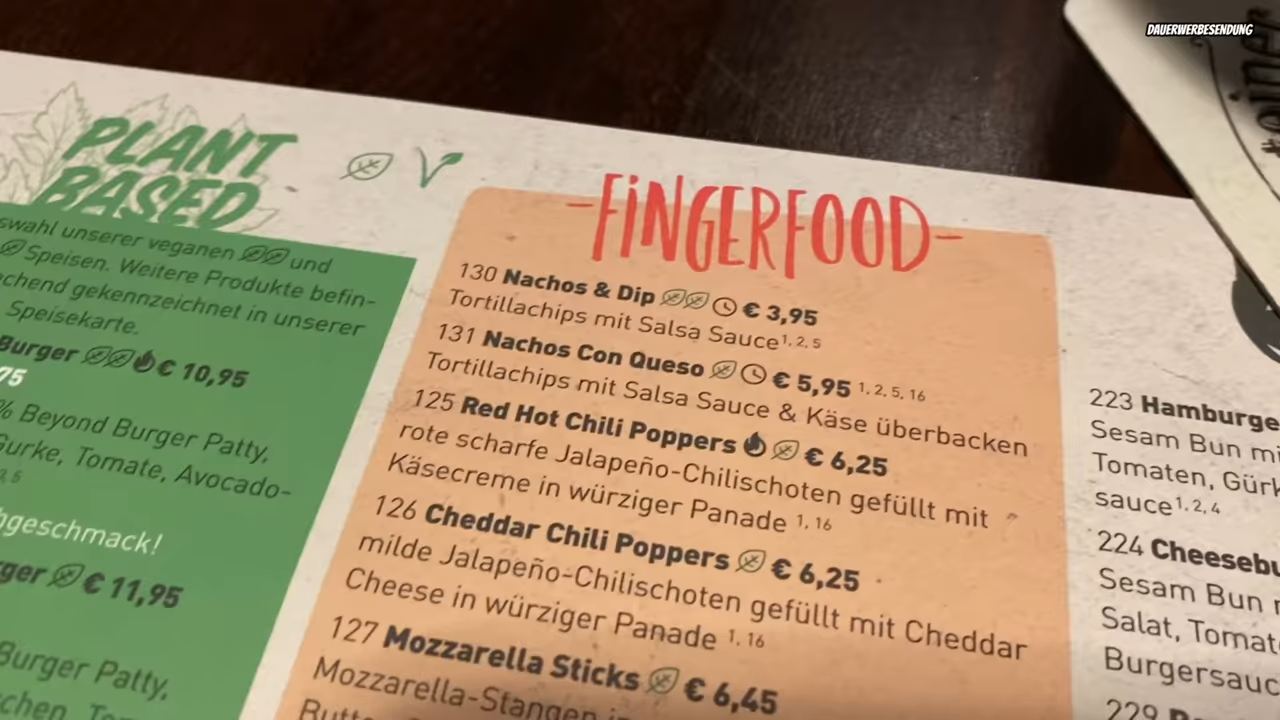 DAUERWERBESENDUNG
PLANT
BASED
unserer veganen und
Speisen. Weitere Produkte befin-
gekennzeichnet in unserer
Speisekarte.
Burger € 10,95
75
% Beyond Burger Patty,
Gurke, Tomate, Avocado-
€ 11,95
Burger Patty,
-FiNGERFOOD-
130 Nachos & Dip € 3,95
Tortillachips mit Salsa Sauce 1, 2, 5
131 Nachos Con Queso € 5,95 1, 2, 5, 16
Tortillachips mit Salsa Sauce & Käse überbacken
125 Red Hot Chili Poppers € 6,25
rote scharfe Jalapeño-Chilischoten gefüllt mit
Käsecreme in würziger Panade 1, 16
126 Cheddar Chili Poppers € 6,25
milde Jalapeño-Chilischoten gefüllt mit Cheddar
Cheese in würziger Panade 1, 16
127 Mozzarella Sticks € 6,45
Mozzarella-Stangen
223 Hamburge
Sesam Bun mi
Tomaten, Gürk
sauce 1, 2, 4
224 Cheesebu
Sesam Bun
Salat, Tomat
Burgersauc
229